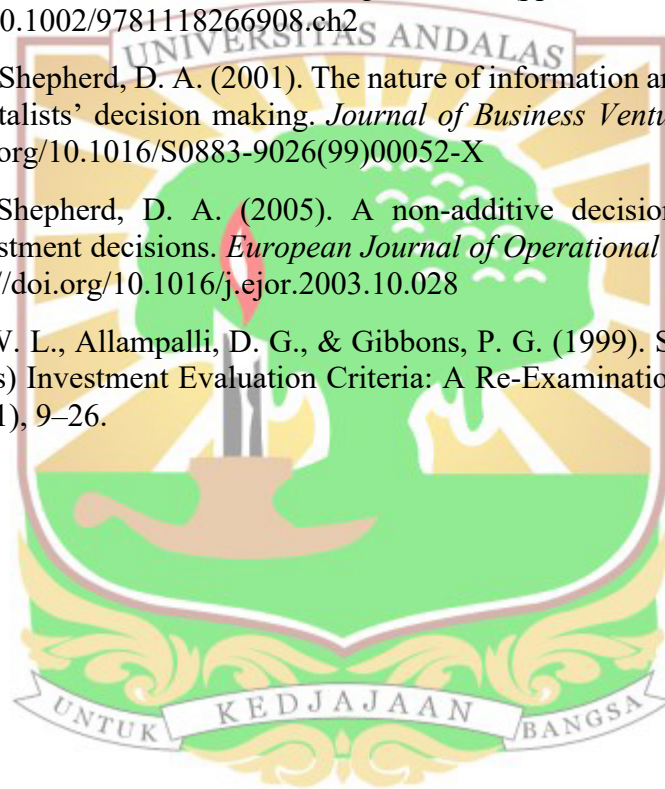 0.1002/9781118266908.ch2
UNIVERSITAS ANDALAS
Shepherd, D. A. (2001). The nature of information an
talists’ decision making. Journal of Business Ventu
org/10.1016/S0883-9026(99)00052-X
Shepherd, D. A. (2005). A non-additive decision
stment decisions. European Journal of Operational
//doi.org/10.1016/j.ejor.2003.10.028
V. L., Allampalli, D. G., & Gibbons, P. G. (1999). S
s) Investment Evaluation Criteria: A Re-Examinatio
1), 9–26.
UNTUK KEDJAJAAN BANGSA